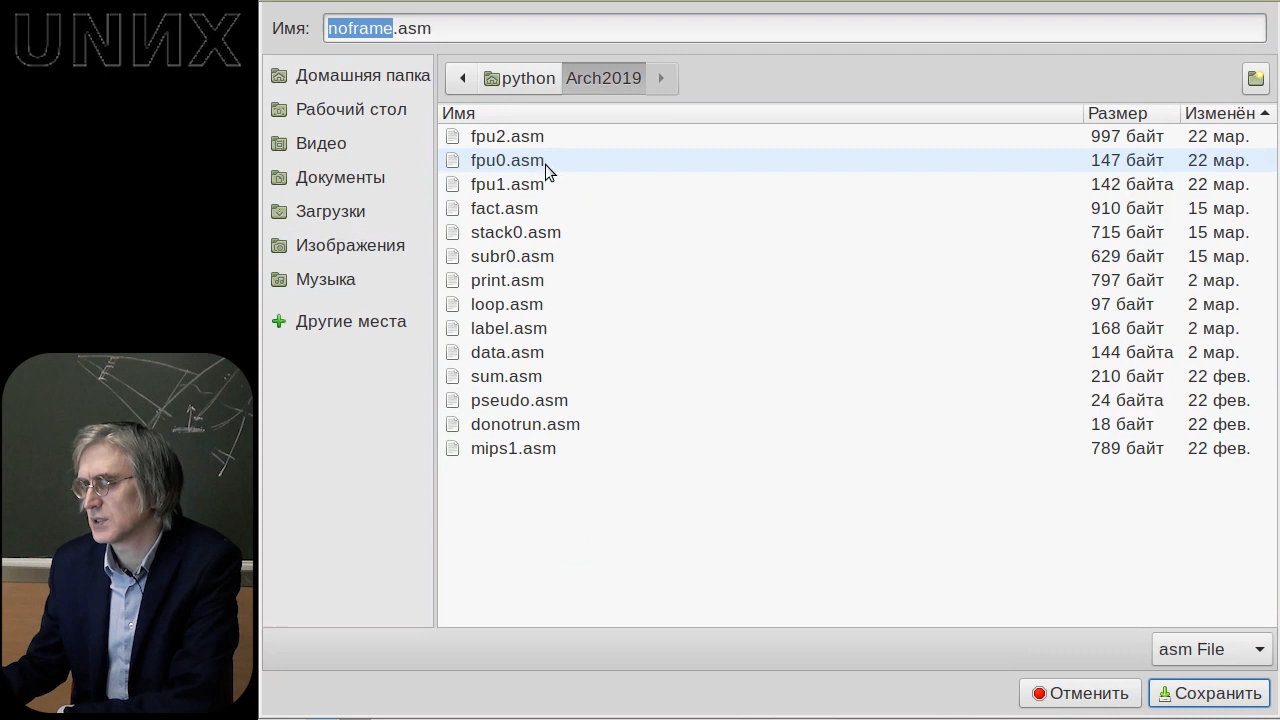 UNИX
Имя: noframe.asm
Домашняя папка
Рабочий стол
Видео
Документы
Загрузки
Изображения
Музыка
Другие места
python Arch2019
Имя Размер Изменён
fpu2.asm 997 байт 22 мар.
fpu0.asm 147 байт 22 мар.
fpu1.asm 142 байта 22 мар.
fact.asm 910 байт 15 мар.
stack0.asm 715 байт 15 мар.
subr0.asm 629 байт 15 мар.
print.asm 797 байт 2 мар.
loop.asm 97 байт 2 мар.
label.asm 168 байт 2 мар.
data.asm 144 байта 2 мар.
sum.asm 210 байт 22 фев.
pseudo.asm 24 байта 22 фев.
donotrun.asm 18 байт 22 фев.
mips1.asm 789 байт 22 фев.
asm File
Отменить Сохранить